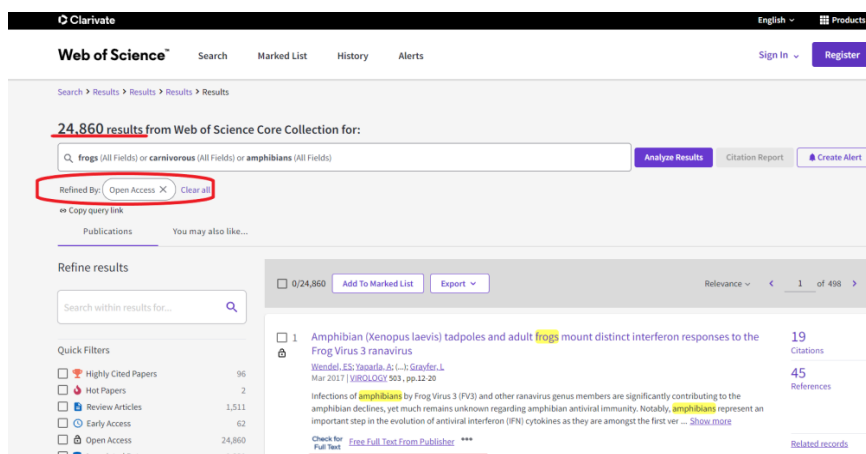 Clarivate
English
Products
Web of Science™
Search
Marked List
History
Alerts
Sign In
Register
Search > Results > Results > Results > Results
24,860 results from Web of Science Core Collection for:
frogs (All Fields) or carnivorous (All Fields) or amphibians (All Fields)
Analyze Results
Citation Report
Create Alert
Refined By: Open Access X Clear all
Copy query link
Publications
You may also like...
Refine results
0/24,860
Add To Marked List
Export
Relevance
1 of 498
Search within results for...
Quick Filters
Highly Cited Papers 96
Hot Papers 2
Review Articles 1,511
Early Access 62
Open Access 24,860
1
Amphibian (Xenopus laevis) tadpoles and adult frogs mount distinct interferon responses to the
Frog Virus 3 ranavirus
Wendel, ES; Yaparla, A; (...); Grayfer, L
Mar 2017 | VIROLOGY 503 , pp.12-20
Infections of amphibians by Frog Virus 3 (FV3) and other ranavirus genus members are significantly contributing to the
amphibian declines, yet much remains unknown regarding amphibian antiviral immunity. Notably, amphibians represent an
important step in the evolution of antiviral interferon (IFN) cytokines as they are amongst the first ver ... Show more
Check for
Full Text
Free Full Text From Publisher
19
Citations
45
References
Related records